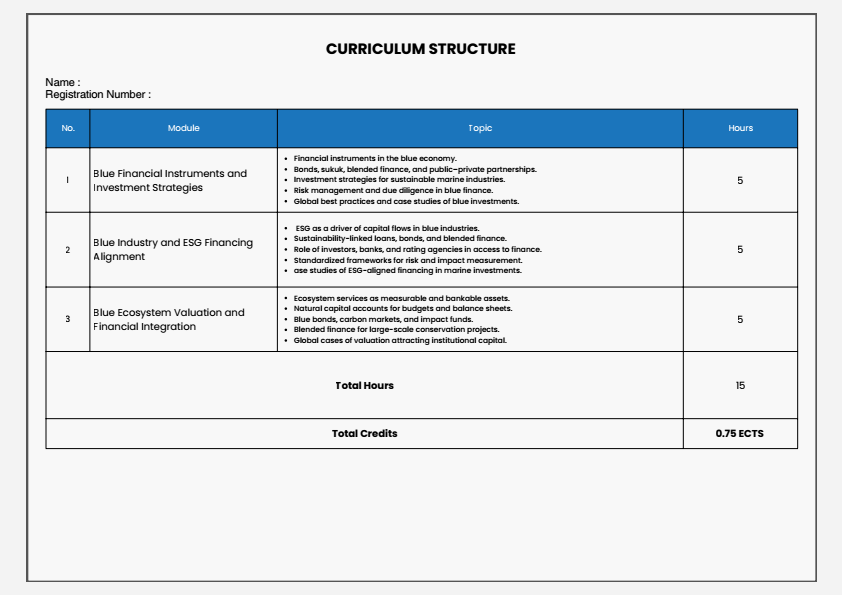 CURRICULUM STRUCTURE
Name :
Registration Number :
No. Module Topic Hours
1 Blue Financial Instruments and Investment Strategies
• Financial instruments in the blue economy.
• Bonds, sukuk, blended finance, and public–private partnerships.
• Investment strategies for sustainable marine industries.
• Risk management and due diligence in blue finance.
• Global best practices and case studies of blue investments.
5
2 Blue Industry and ESG Financing Alignment
• ESG as a driver of capital flows in blue industries.
• Sustainability-linked loans, bonds, and blended finance.
• Role of investors, banks, and rating agencies in access to finance.
• Standardized frameworks for risk and impact measurement.
• ase studies of ESG-aligned financing in marine investments.
5
3 Blue Ecosystem Valuation and Financial Integration
• Ecosystem services as measurable and bankable assets.
• Natural capital accounts for budgets and balance sheets.
• Blue bonds, carbon markets, and impact funds.
• Blended finance for large-scale conservation projects.
• Global cases of valuation attracting institutional capital.
5
Total Hours 15
Total Credits 0.75 ECTS